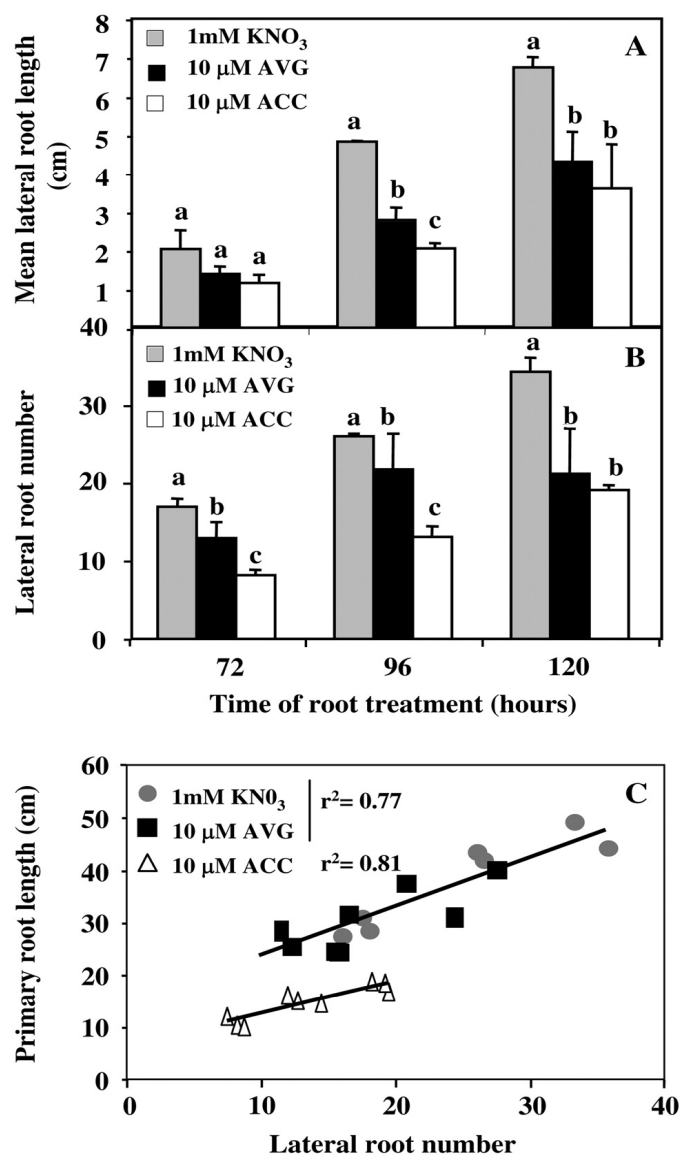 8
7
6
5
4
3
2
1
Mean lateral root length
(cm)
1mM KNO₃
10 μM AVG
10 μM ACC
A
a
a
a
a
b
c
a
b
b
40
30
20
10
0
Lateral root number
1mM KNO₃
10 μM AVG
10 μM ACC
B
a
b
c
a
b
c
a
b
b
72 96 120
Time of root treatment (hours)
60
50
40
30
20
10
0
Primary root length (cm)
1mM KN0₃
10 μM AVG
r²= 0.77
10 μM ACC
r²= 0.81
C
0 10 20 30 40
Lateral root number